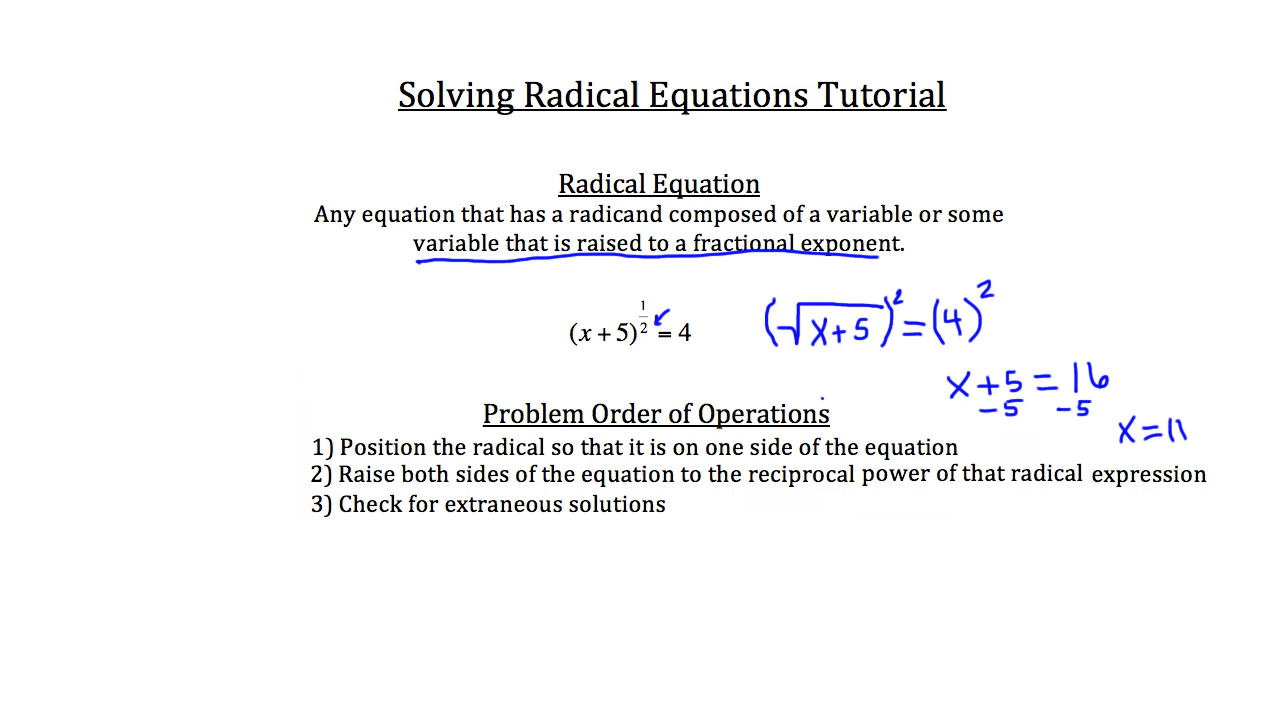 Solving Radical Equations Tutorial
Radical Equation
Any equation that has a radicand composed of a variable or some
variable that is raised to a fractional exponent.
(x + 5)^(1/2) = 4
(√(x+5))² = (4)²
x + 5 = 16
−5 −5
x = 11
Problem Order of Operations
1) Position the radical so that it is on one side of the equation
2) Raise both sides of the equation to the reciprocal power of that radical expression
3) Check for extraneous solutions